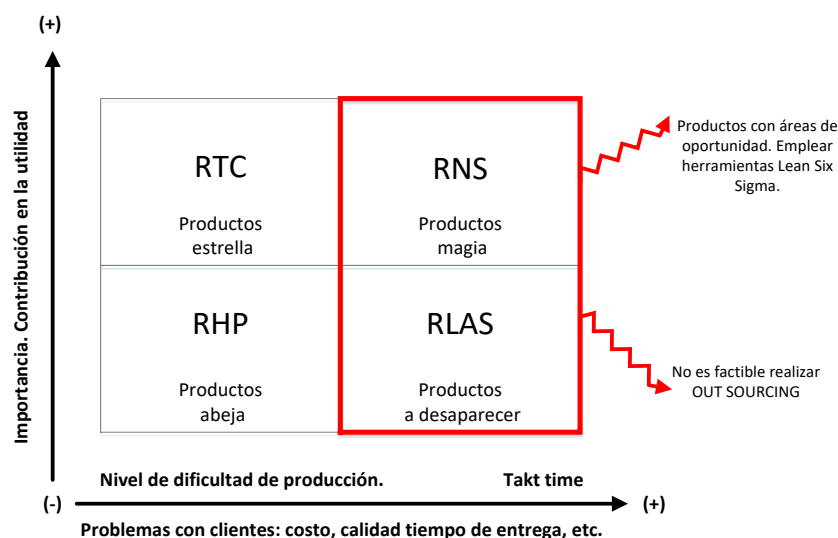 (+)
Importancia. Contribución en la utilidad
RTC
Productos
estrella
RNS
Productos
magia
Productos con áreas de
oportunidad. Emplear
herramientas Lean Six
Sigma.
RHP
Productos
abeja
RLAS
Productos
a desaparecer
No es factible realizar
OUT SOURCING
Nivel de dificultad de producción.
Takt time
(-)
(+)
Problemas con clientes: costo, calidad tiempo de entrega, etc.